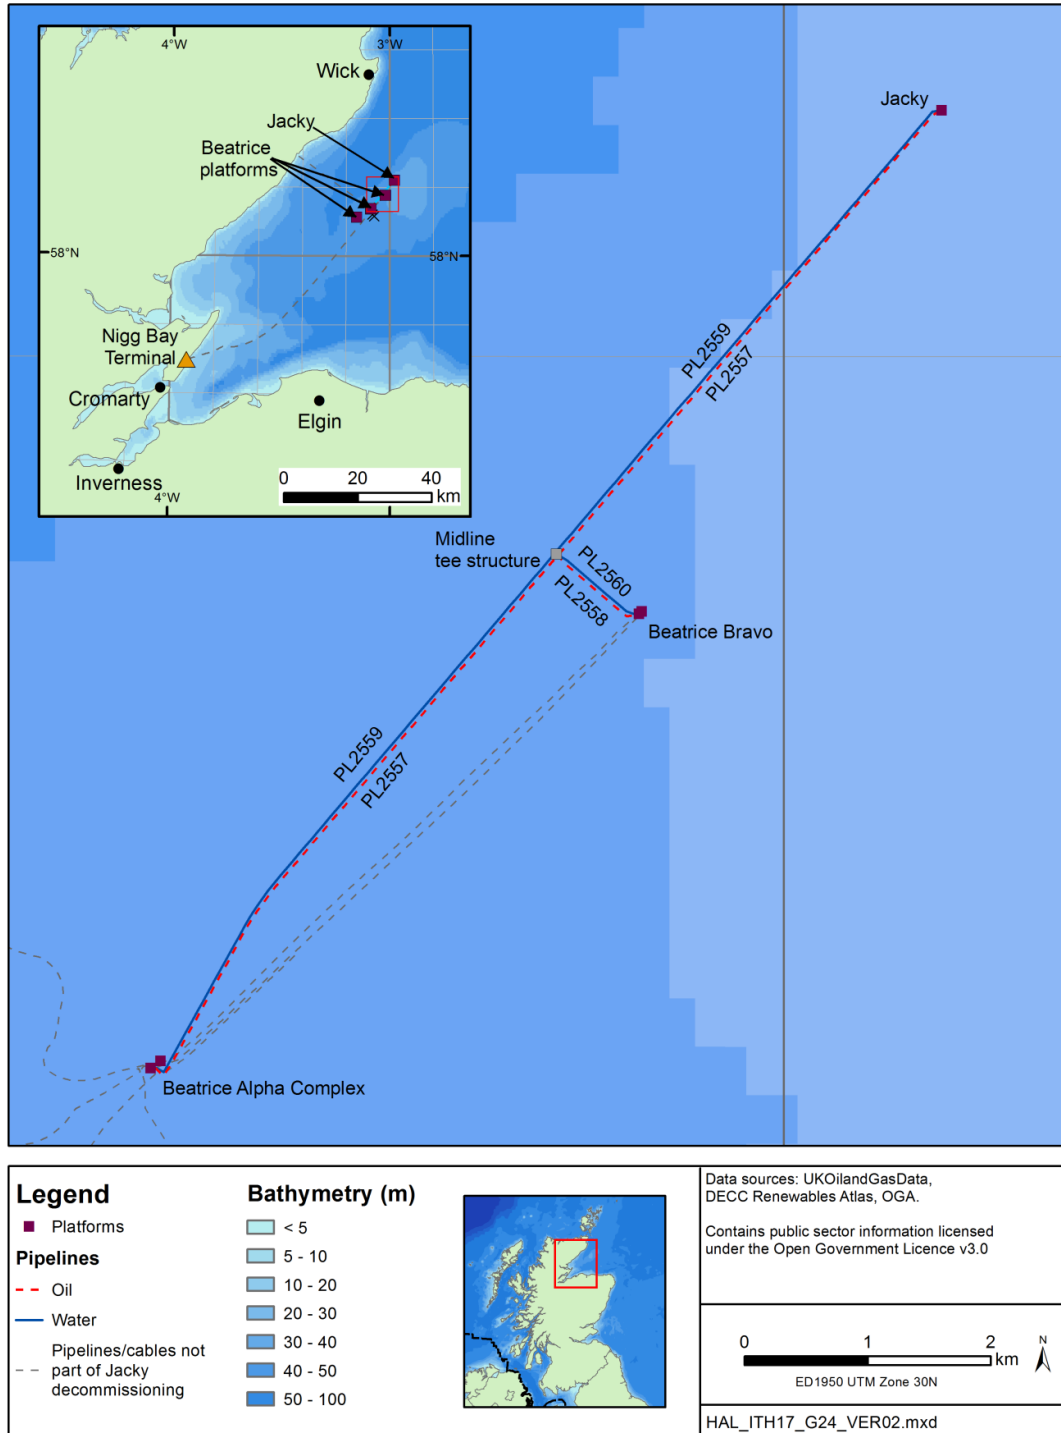 4°W
3°W
Wick
Jacky
Beatrice
platforms
58°N
58°N
Nigg Bay
Terminal
Cromarty
Elgin
Inverness
4°W
0 20 40
km
Jacky
PL2559
PL2557
Midline
tee structure
PL2560
PL2558
Beatrice Bravo
PL2559
PL2557
Beatrice Alpha Complex
Legend
Platforms
Pipelines
Oil
Water
Pipelines/cables not
part of Jacky
decommissioning
Bathymetry (m)
< 5
5 - 10
10 - 20
20 - 30
30 - 40
40 - 50
50 - 100
Data sources: UKOilandGasData,
DECC Renewables Atlas, OGA.
Contains public sector information licensed
under the Open Government Licence v3.0
0 1 2
km
N
ED1950 UTM Zone 30N
HAL_ITH17_G24_VER02.mxd